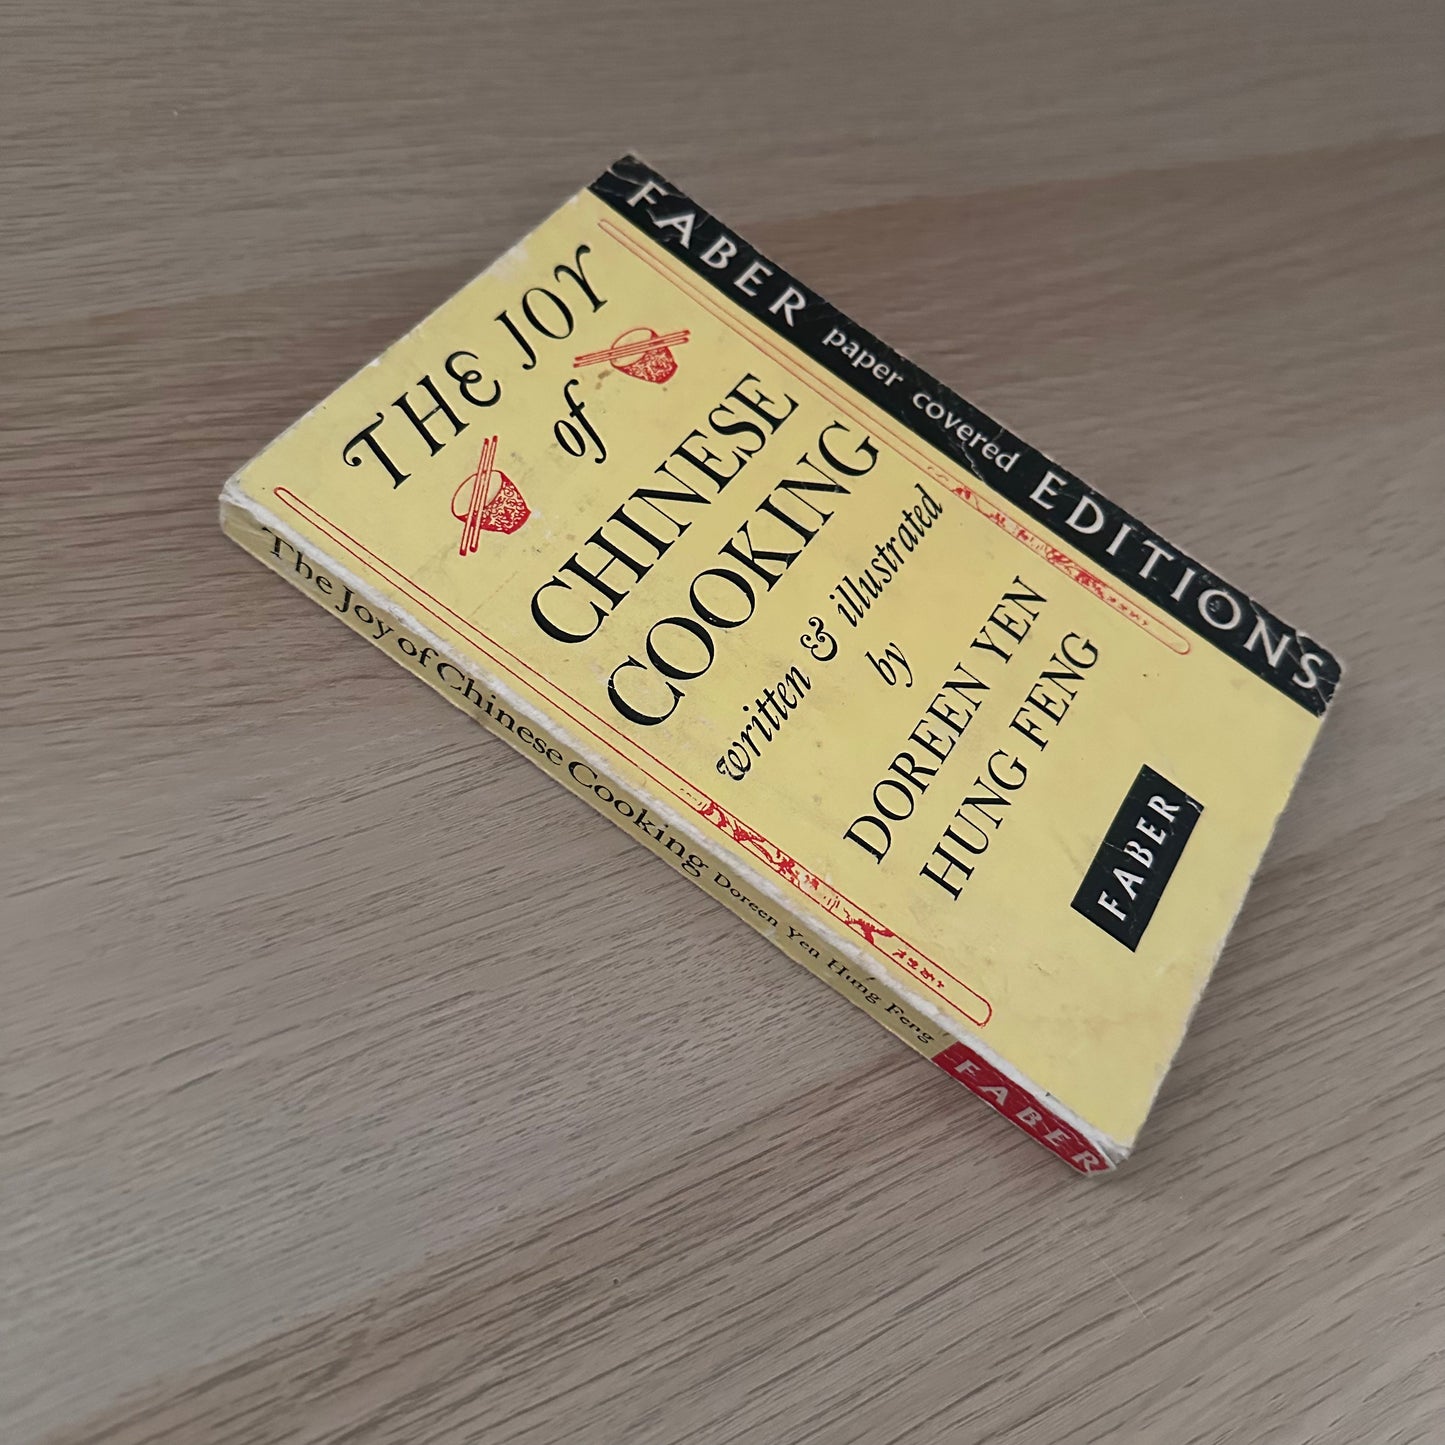 THE JOY
of
CHINESE
COOKING
written & illustrated
by
DOREEN YEN
HUNG FENG
FABER
FABER paper covered EDITIONS
The Joy of Chinese Cooking Doreen Yen Hung Feng FABER